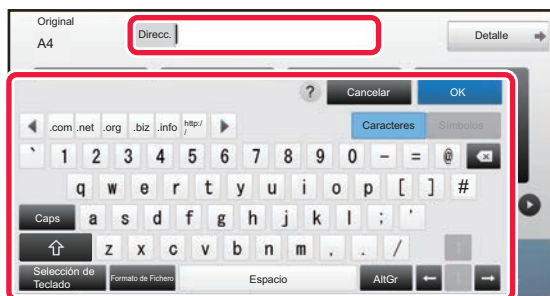 Original
A4
Direcc.
Detalle
?
Cancelar
OK
.com .net .org .biz .info http:/
/
Caracteres
Símbolos
` 1 2 3 4 5 6 7 8 9 0 - = @
q w e r t y u i o p [ ] #
Caps a s d f g h j k l ; '
z x c v b n m . . /
Selección de
Teclado
Formato de Fichero
Espacio
AltGr